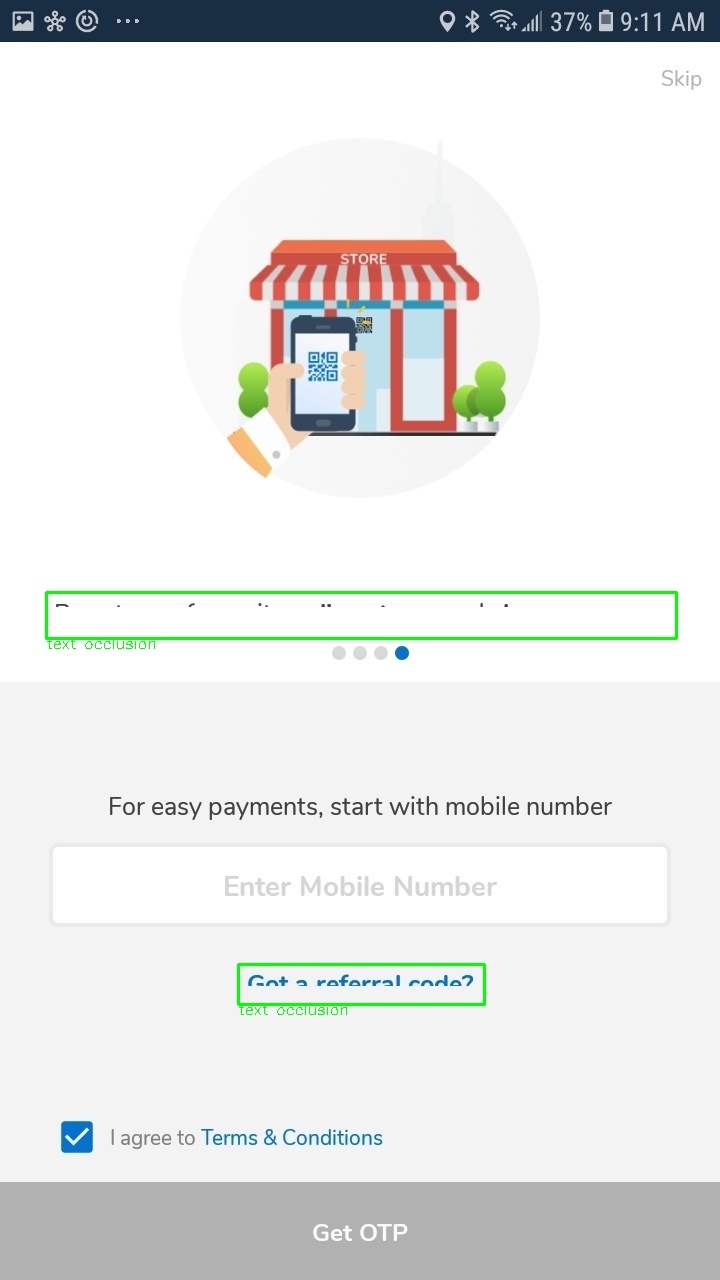 37% 9:11 AM
Skip
STORE
text occlusion
For easy payments, start with mobile number
Enter Mobile Number
Got a referral code?
text occlusion
I agree to Terms & Conditions
Get OTP